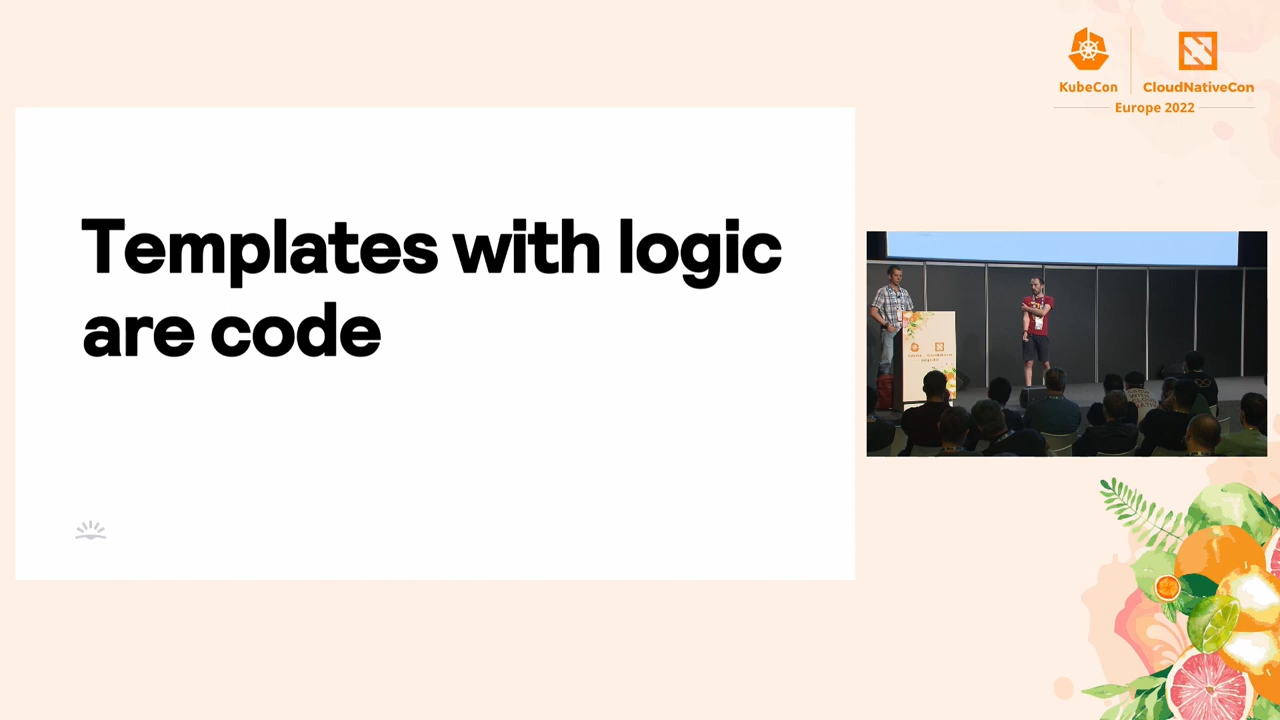 KubeCon
CloudNativeCon
Europe 2022
Templates with logic
are code